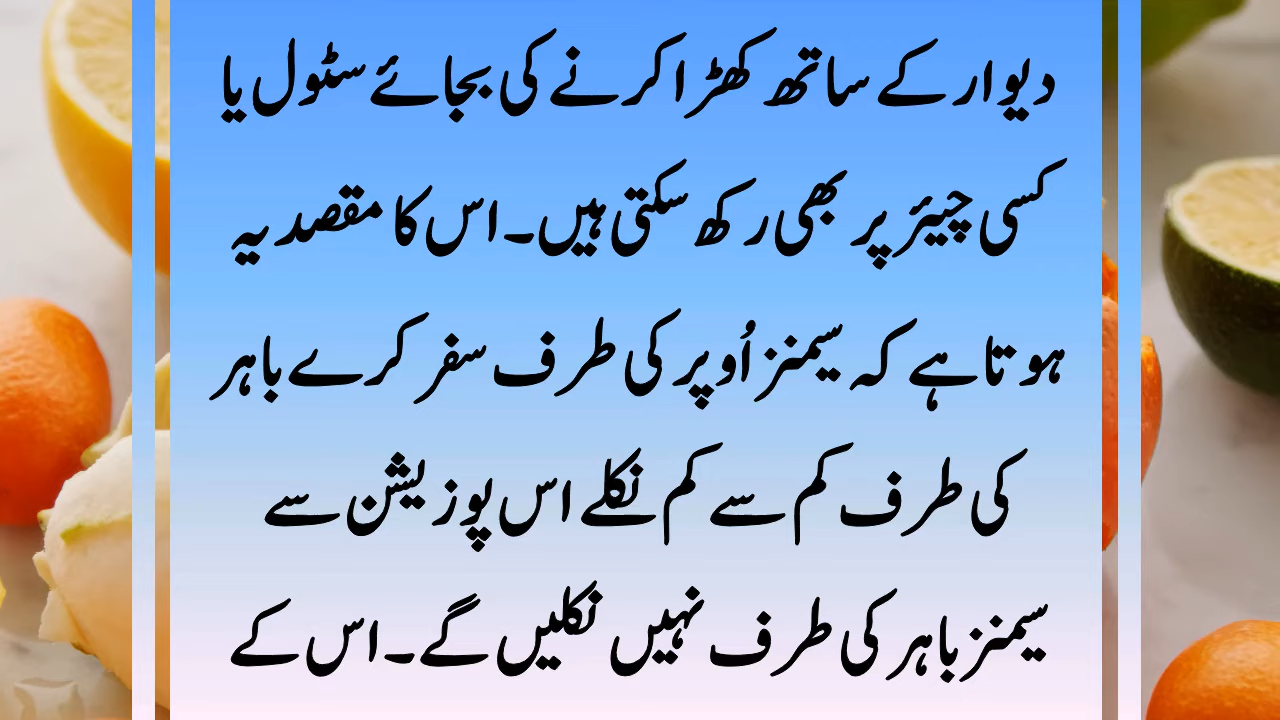 دیوار کے ساتھ کھڑا کرنے کی بجائے سٹول یا
کسی چیئر پر بھی رکھ سکتی ہیں۔ اس کا مقصد یہ
ہوتا ہے کہ سیمنز اُوپر کی طرف سفر کرے باہر
کی طرف کم سے کم نکلے اس پوزیشن سے
سیمنز باہر کی طرف نہیں نکلیں گے۔ اس کے